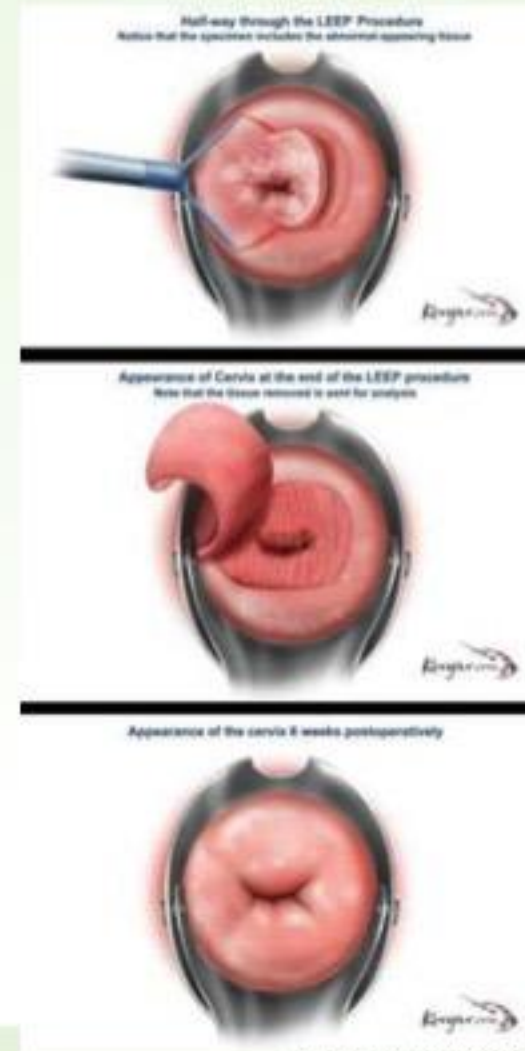 Half-way through the LEEP Procedure
Notice that the specimen includes the abnormal-appearing tissue
Appearance of Cervix at the end of the LEEP procedure
Note that the tissue removed is sent for analysis
Appearance of the cervix 6 weeks postoperatively